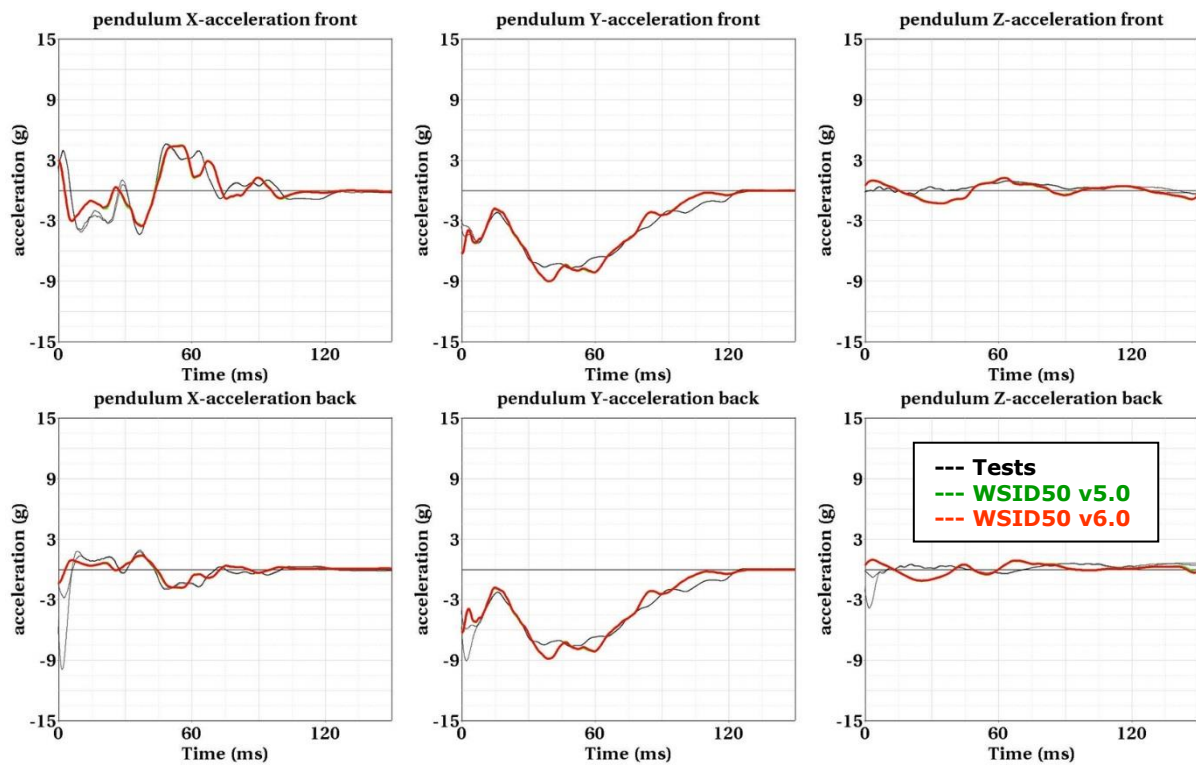 pendulum X-acceleration front
pendulum Y-acceleration front
pendulum Z-acceleration front
acceleration (g)
15
9
3
-3
-9
-15
0
60
120
Time (ms)
acceleration (g)
15
9
3
-3
-9
-15
0
60
120
Time (ms)
acceleration (g)
15
9
3
-3
-9
-15
0
60
120
Time (ms)
pendulum X-acceleration back
pendulum Y-acceleration back
pendulum Z-acceleration back
acceleration (g)
15
9
3
-3
-9
-15
0
60
120
Time (ms)
acceleration (g)
15
9
3
-3
-9
-15
0
60
120
Time (ms)
acceleration (g)
15
9
3
-3
-9
-15
0
60
120
Time (ms)
--- Tests
--- WSID50 v5.0
--- WSID50 v6.0